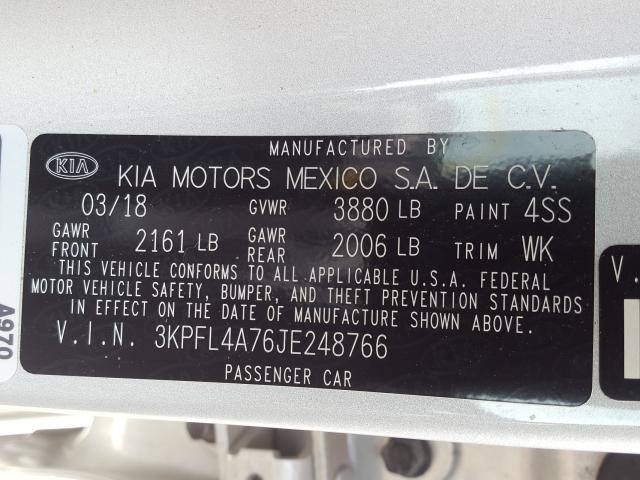 MANUFACTURED BY
KIA KIA MOTORS MEXICO S.A. DE C.V.
03/18 GVWR 3880 LB PAINT 4SS
GAWR FRONT 2161 LB GAWR REAR 2006 LB TRIM WK
THIS VEHICLE CONFORMS TO ALL APPLICABLE U.S.A. FEDERAL
MOTOR VEHICLE SAFETY, BUMPER, AND THEFT PREVENTION STANDARDS
IN EFFECT ON THE DATE OF MANUFACTURE SHOWN ABOVE.
V.I.N. 3KPFL4A76JE248766
PASSENGER CAR
A970
V.